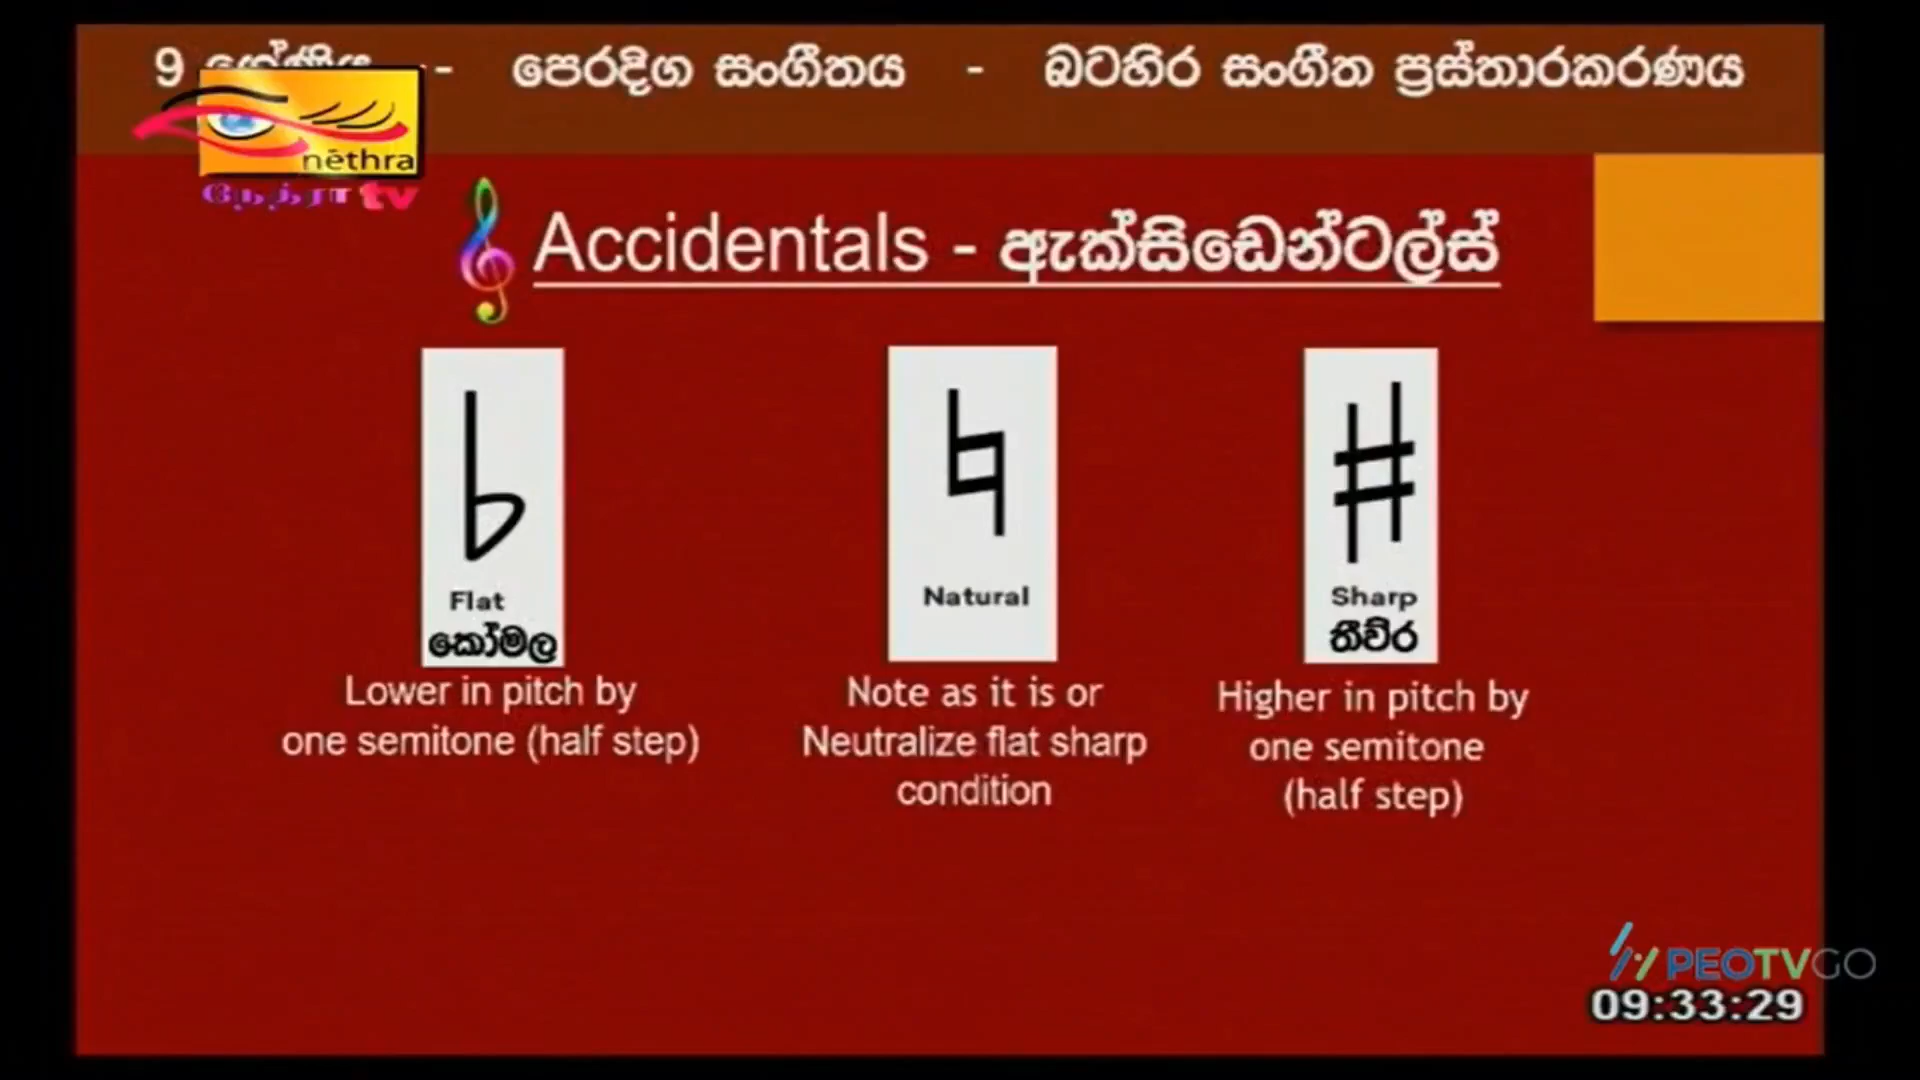 9 ශ්‍රේණිය - පෙරදිග සංගීතය - බටහිර සංගීත ප්‍රස්තාරකරණය
nēthra
நேத்ரா tv
Accidentals - ඇක්සිඩෙන්ටල්ස්
Flat
කෝමල
Lower in pitch by
one semitone (half step)
Natural
Note as it is or
Neutralize flat sharp
condition
Sharp
තීව්ර
Higher in pitch by
one semitone
(half step)
PEOTVGO
09:33:29